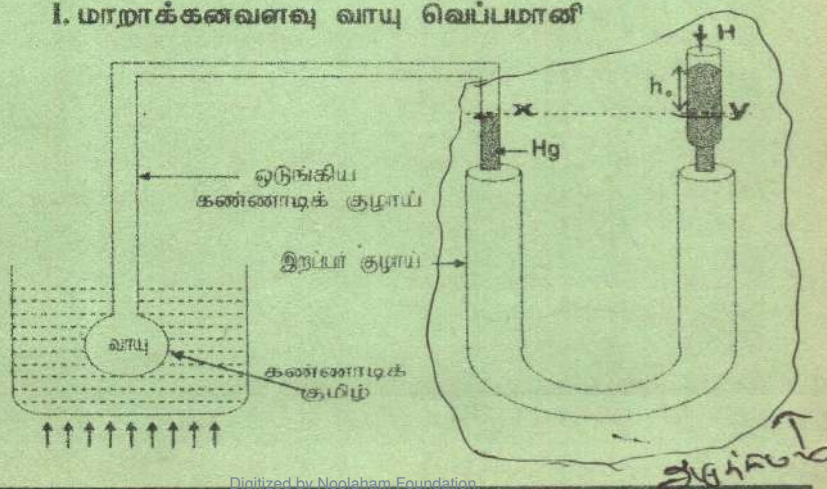 I. மாறாக்கனவளவு வாயு வெப்பமானி
H
h₀
x
y
Hg
ஒடுங்கிய
கண்ணாடிக் குழாய்
இறப்பர் குழாய்
வாயு
கண்ணாடிக்
குமிழ்
Digitized by Noolaham Foundation